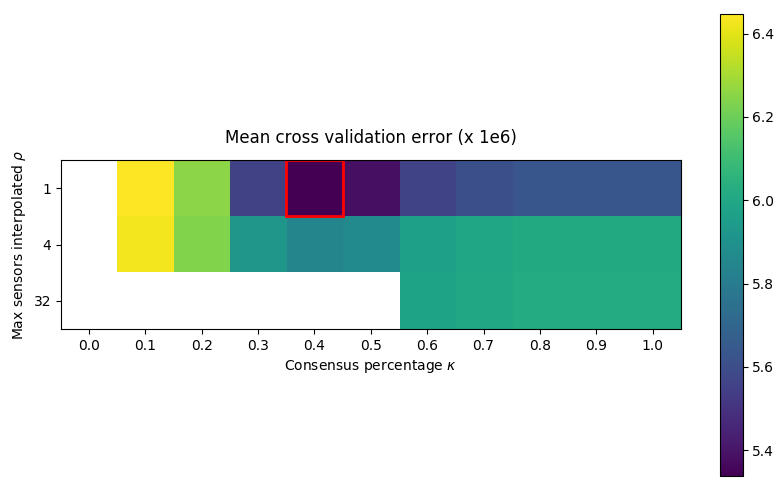 Mean cross validation error (x 1e6)
Max sensors interpolated ρ
1
4
32
0.0 0.1 0.2 0.3 0.4 0.5 0.6 0.7 0.8 0.9 1.0
Consensus percentage κ
6.4
6.2
6.0
5.8
5.6
5.4